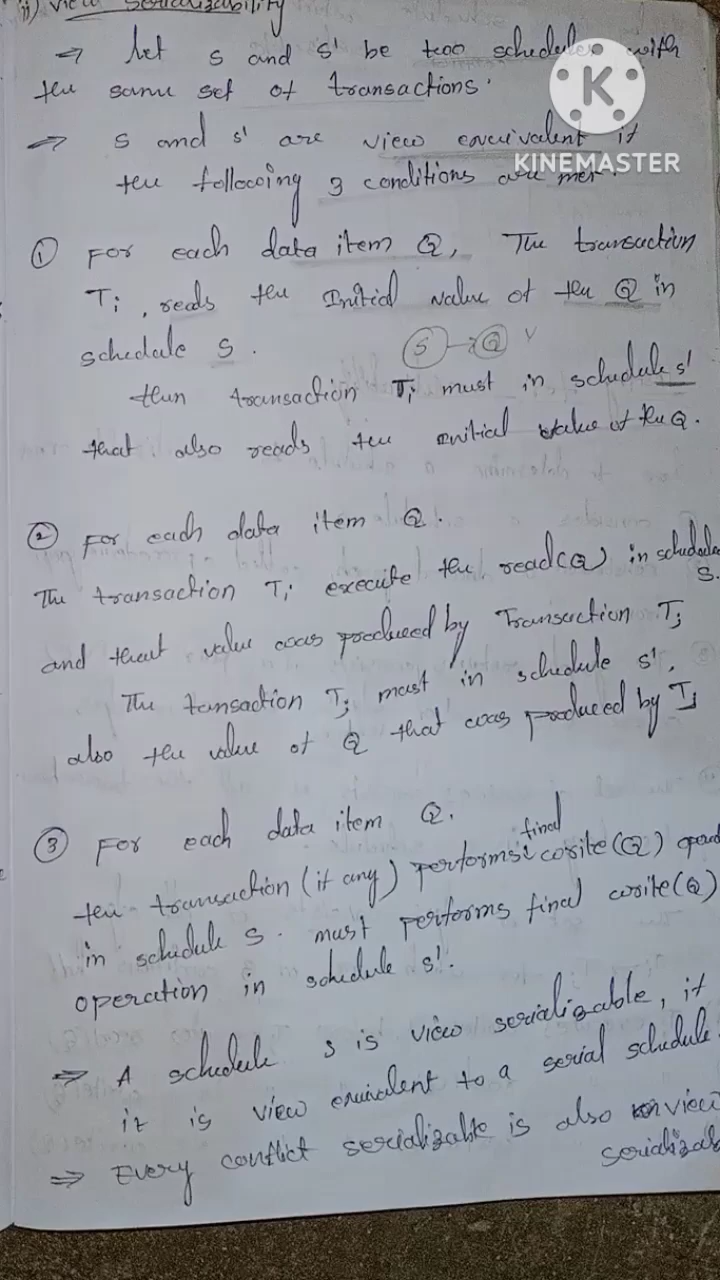 ii) View Serializability
⇒ Let S and S' be two schedules with
the same set of transactions.
⇒ S and S' are view equivalent if
the following 3 conditions are met.
KINEMASTER
① For each data item Q, The transaction
Ti, reads the Initial value of the Q in
schedule S.
S → Q
then transaction Ti must in schedule S'
that also reads the initial value of the Q.
② For each data item Q.
The transaction Ti execute the read(Q) in schedule
S.
and that value was produced by Transaction Tj
The tansaction Tj must in schedule S',
also the value of Q that was produced by Tj
③ For each data item Q.
final
the transaction (if any) performs write(Q) operat
in schedule S. must performs final write(Q)
operation in schedule S'.
⇒ A schedule S is view serializable, if
it is view equivalent to a serial schedule.
⇒ Every conflict serializable is also view
serializab